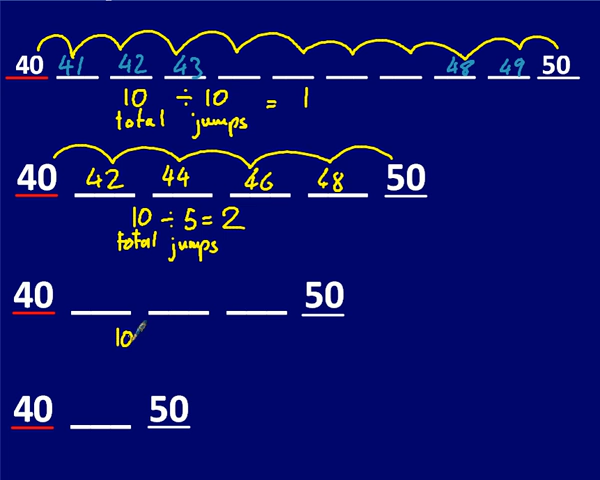 40 41 42 43 48 49 50
10 ÷ 10 = 1
total jumps
40 42 44 46 48 50
10 ÷ 5 = 2
total jumps
40 50
10
40 50